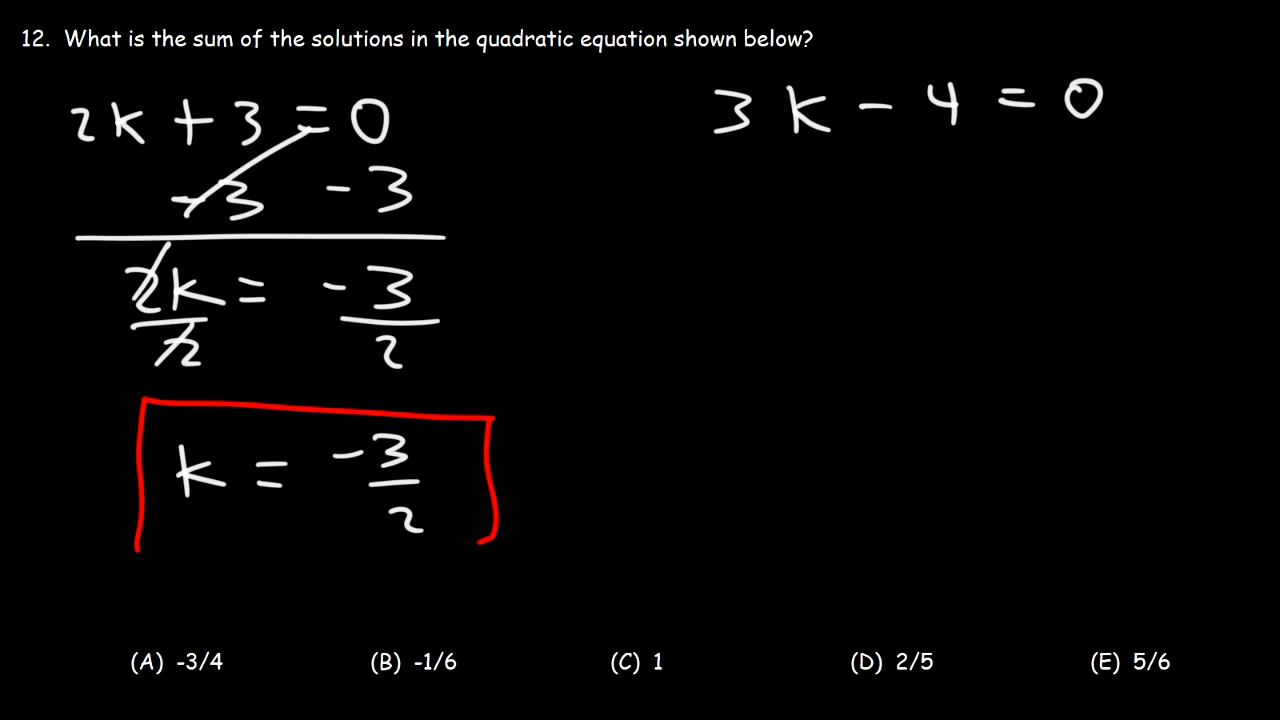 12. What is the sum of the solutions in the quadratic equation shown below?
2k + 3 = 0
3k - 4 = 0
-3 -3
2k = -3
2 2
k = -3
2
(A) -3/4 (B) -1/6 (C) 1 (D) 2/5 (E) 5/6